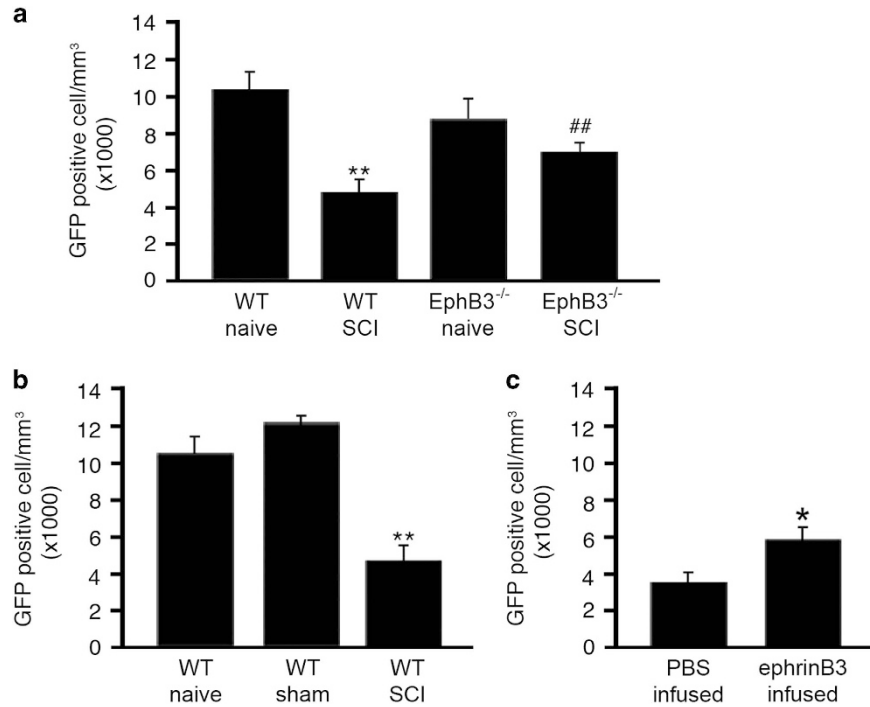 a
GFP positive cell/mm³
(x1000)
14
12
10
8
6
4
2
0
**
##
WT
naive
WT
SCI
EphB3⁻/⁻
naive
EphB3⁻/⁻
SCI
b
GFP positive cell/mm³
(x1000)
14
12
10
8
6
4
2
0
**
WT
naive
WT
sham
WT
SCI
c
GFP positive cell/mm³
(x1000)
14
12
10
8
6
4
2
0
*
PBS
infused
ephrinB3
infused